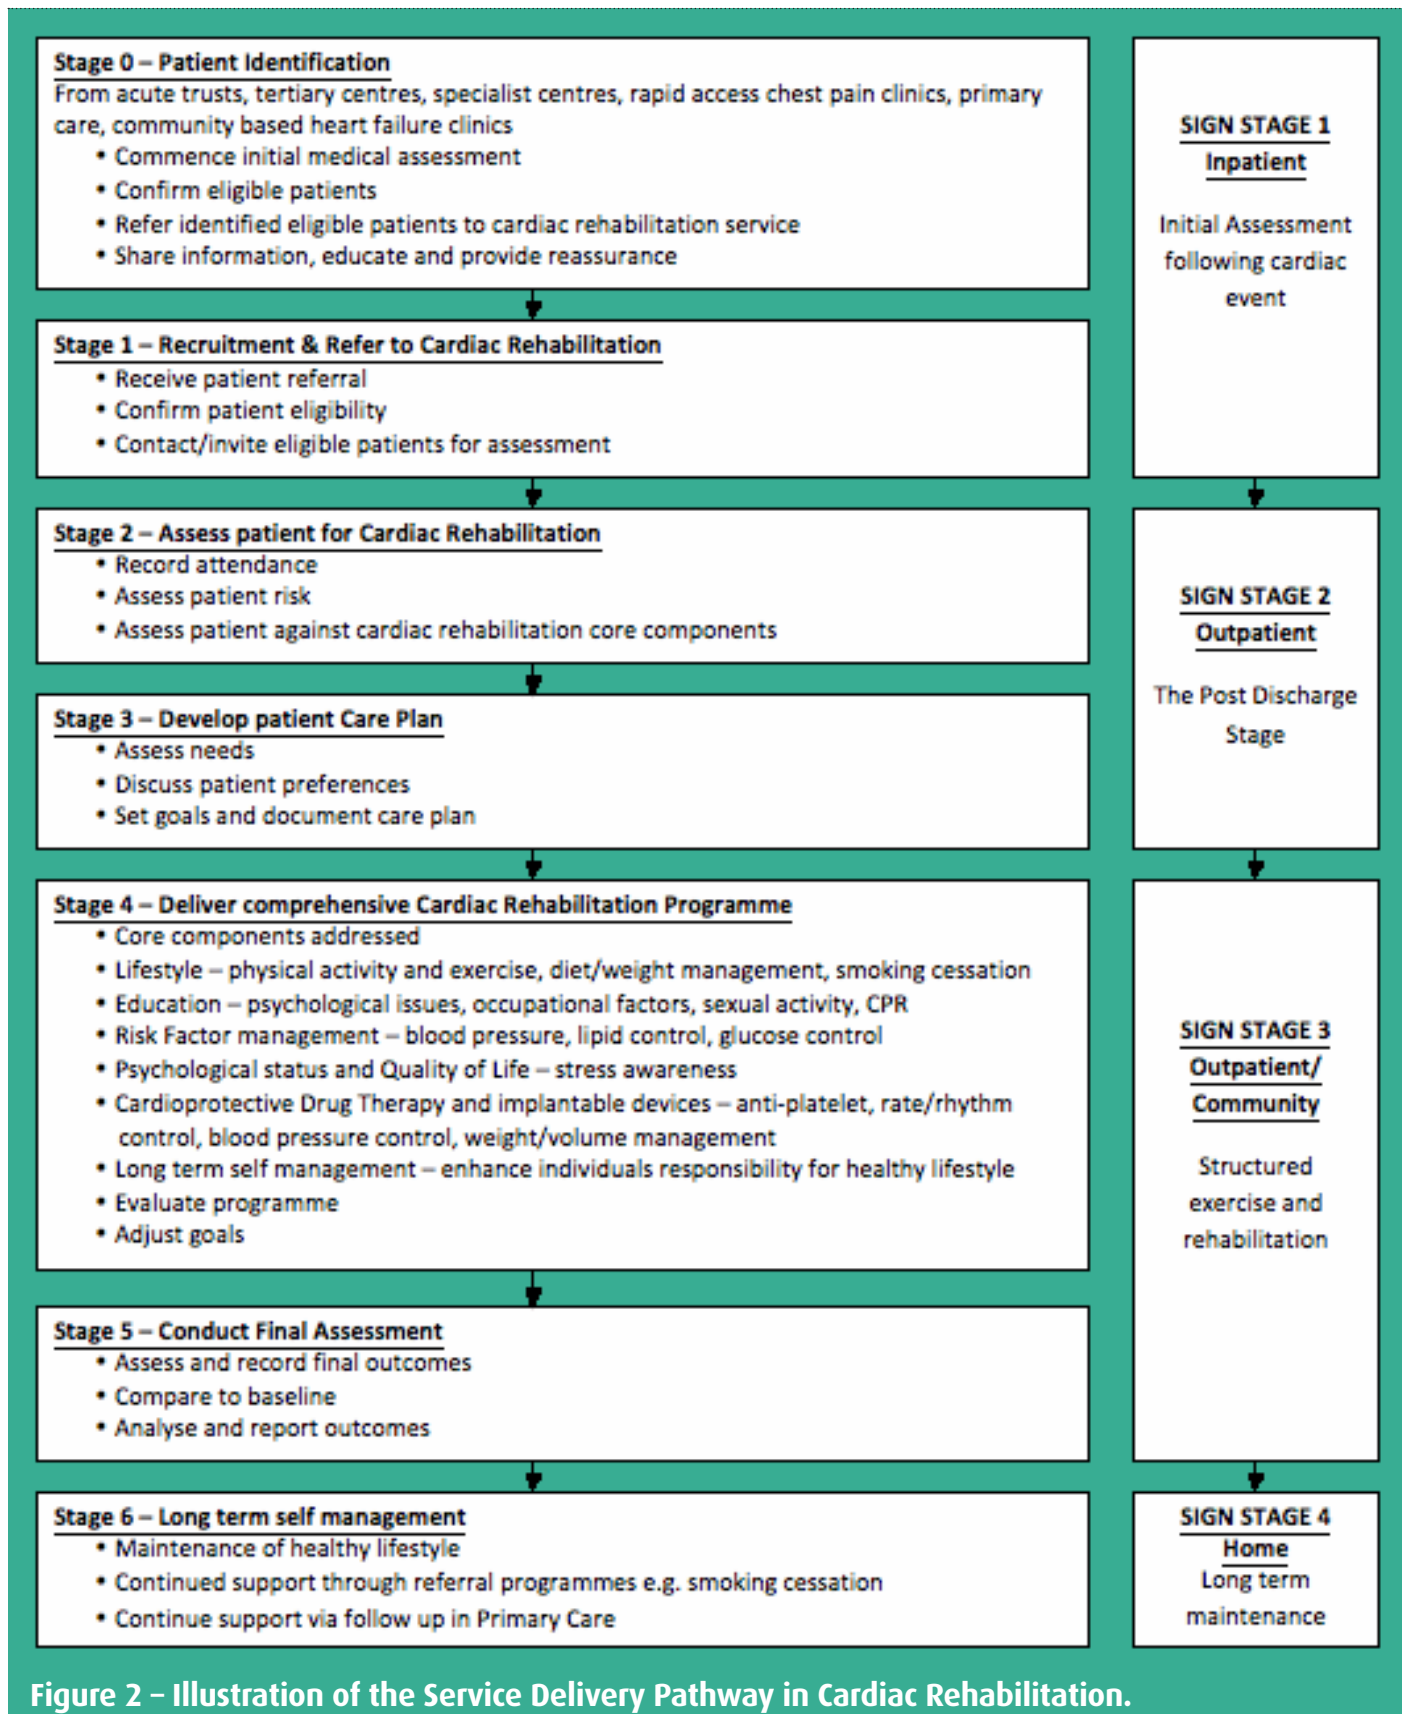 Stage 0 – Patient Identification
From acute trusts, tertiary centres, specialist centres, rapid access chest pain clinics, primary
care, community based heart failure clinics
• Commence initial medical assessment
• Confirm eligible patients
• Refer identified eligible patients to cardiac rehabilitation service
• Share information, educate and provide reassurance
Stage 1 – Recruitment & Refer to Cardiac Rehabilitation
• Receive patient referral
• Confirm patient eligibility
• Contact/invite eligible patients for assessment
Stage 2 – Assess patient for Cardiac Rehabilitation
• Record attendance
• Assess patient risk
• Assess patient against cardiac rehabilitation core components
Stage 3 – Develop patient Care Plan
• Assess needs
• Discuss patient preferences
• Set goals and document care plan
Stage 4 – Deliver comprehensive Cardiac Rehabilitation Programme
• Core components addressed
• Lifestyle – physical activity and exercise, diet/weight management, smoking cessation
• Education – psychological issues, occupational factors, sexual activity, CPR
• Risk Factor management – blood pressure, lipid control, glucose control
• Psychological status and Quality of Life – stress awareness
• Cardioprotective Drug Therapy and implantable devices – anti-platelet, rate/rhythm
control, blood pressure control, weight/volume management
• Long term self management – enhance individuals responsibility for healthy lifestyle
• Evaluate programme
• Adjust goals
Stage 5 – Conduct Final Assessment
• Assess and record final outcomes
• Compare to baseline
• Analyse and report outcomes
Stage 6 – Long term self management
• Maintenance of healthy lifestyle
• Continued support through referral programmes e.g. smoking cessation
• Continue support via follow up in Primary Care
SIGN STAGE 1
Inpatient
Initial Assessment
following cardiac
event
SIGN STAGE 2
Outpatient
The Post Discharge
Stage
SIGN STAGE 3
Outpatient/
Community
Structured
exercise and
rehabilitation
SIGN STAGE 4
Home
Long term
maintenance
Figure 2 – Illustration of the Service Delivery Pathway in Cardiac Rehabilitation.